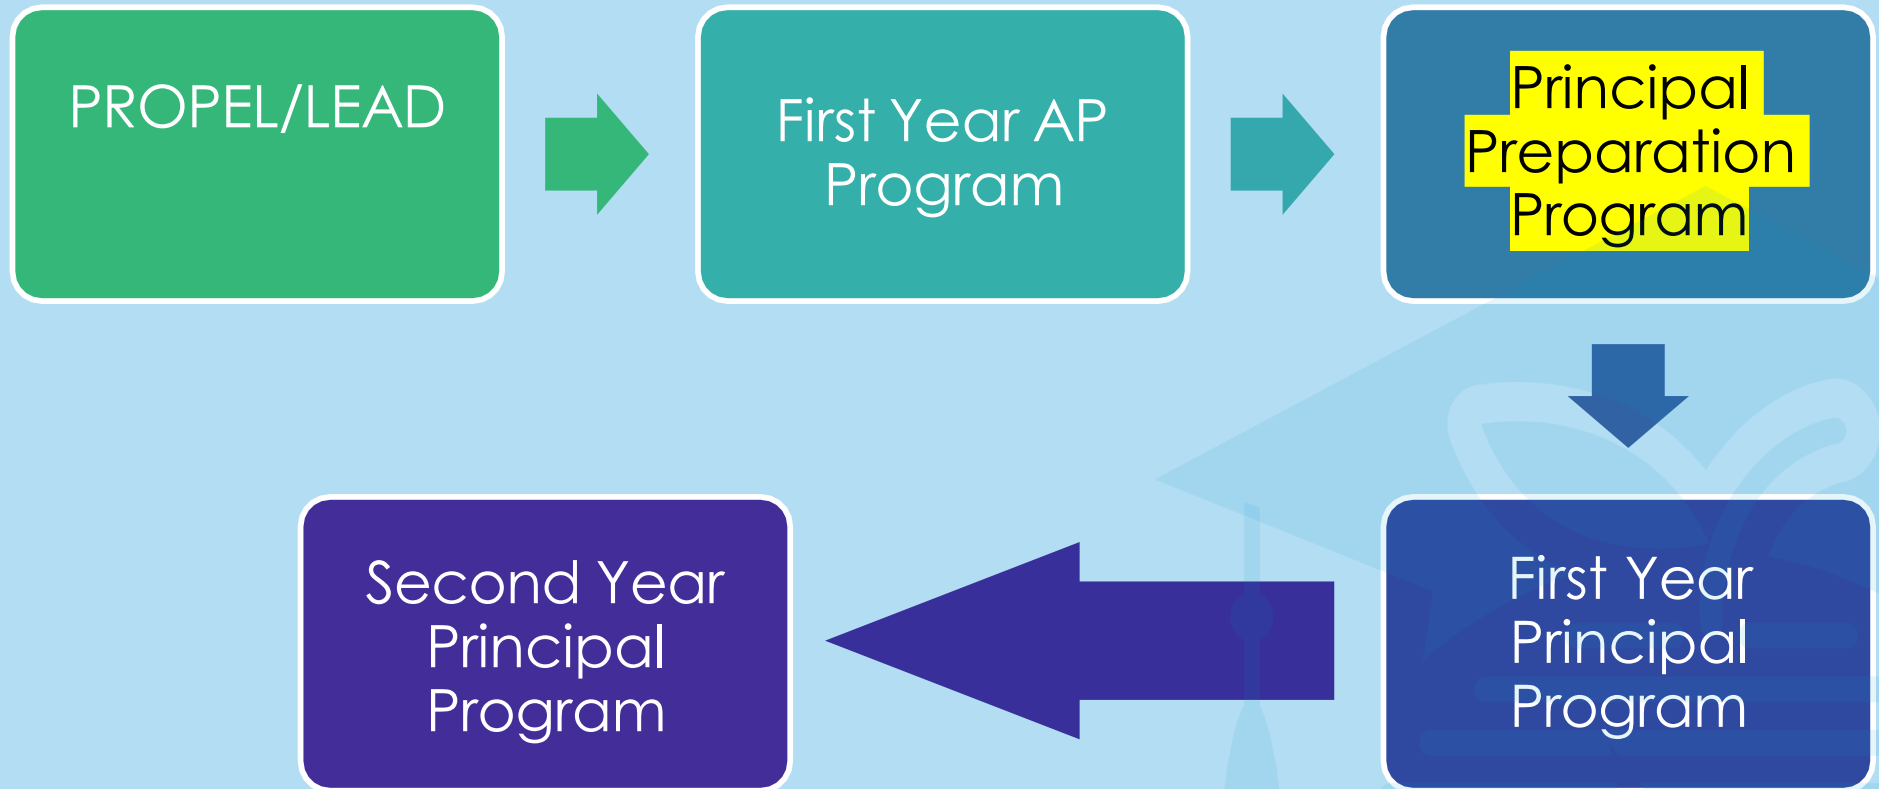 PROPEL/LEAD
First Year AP
Program
Principal
Preparation
Program
First Year
Principal
Program
Second Year
Principal
Program